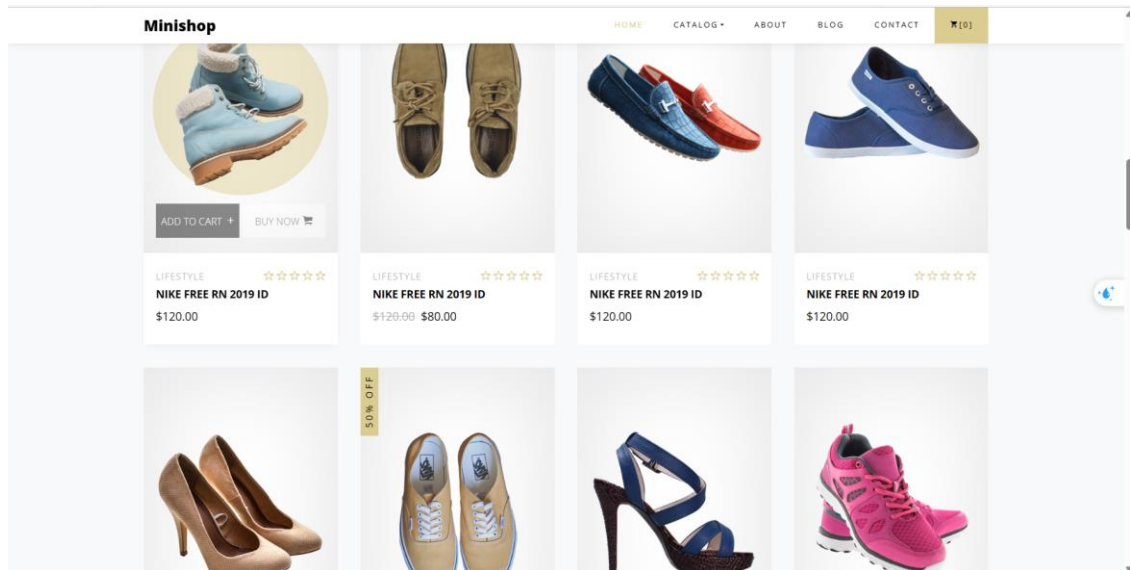 Minishop
HOME CATALOG ABOUT BLOG CONTACT [0]
ADD TO CART + BUY NOW
LIFESTYLE
NIKE FREE RN 2019 ID
$120.00
LIFESTYLE
NIKE FREE RN 2019 ID
$120.00 $80.00
LIFESTYLE
NIKE FREE RN 2019 ID
$120.00
LIFESTYLE
NIKE FREE RN 2019 ID
$120.00
50% OFF